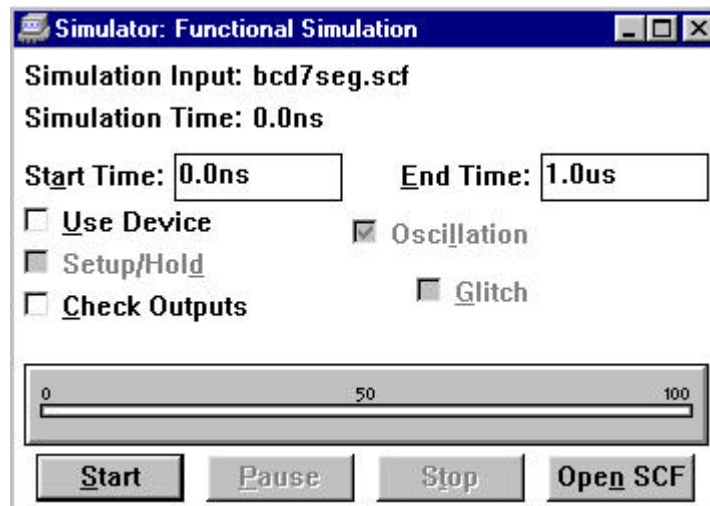 Simulator: Functional Simulation
Simulation Input: bcd7seg.scf
Simulation Time: 0.0ns
Start Time: 0.0ns End Time: 1.0us
Use Device
Oscillation
Setup/Hold
Glitch
Check Outputs
0 50 100
Start Pause Stop Open SCF